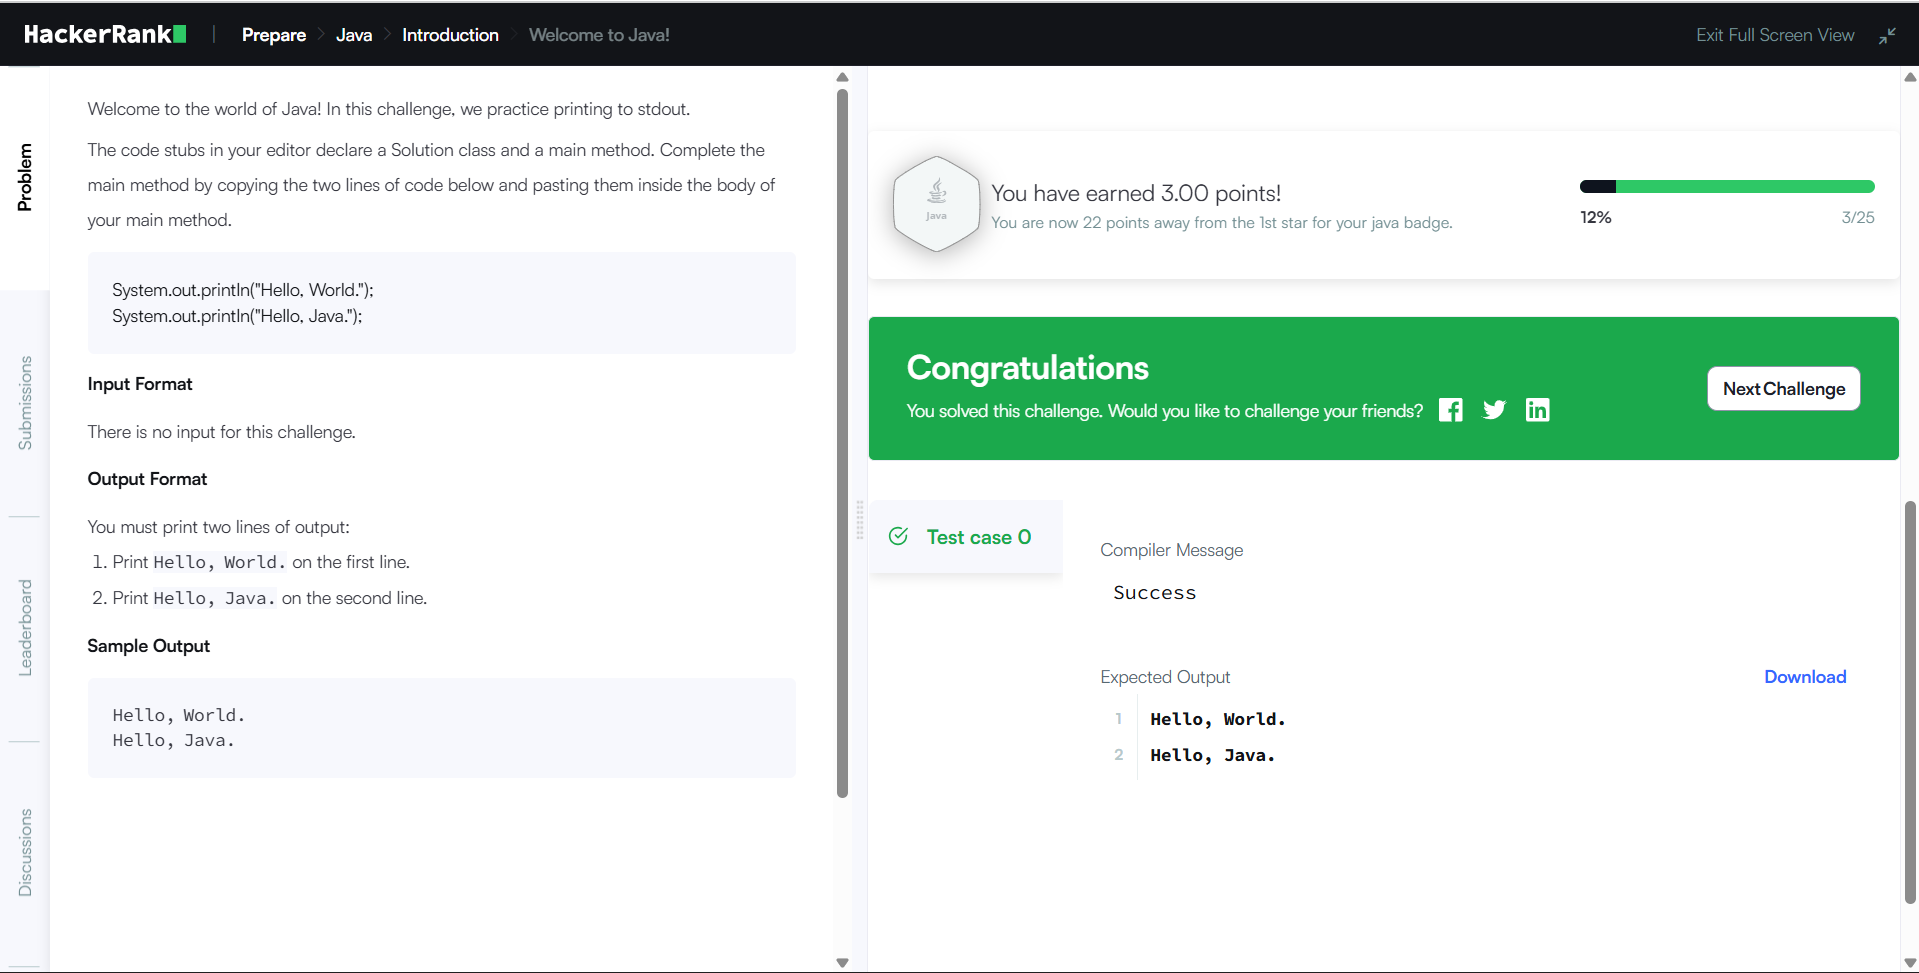 HackerRank
Prepare > Java > Introduction > Welcome to Java!
Exit Full Screen View
Problem
Submissions
Leaderboard
Discussions
Welcome to the world of Java! In this challenge, we practice printing to stdout.
The code stubs in your editor declare a Solution class and a main method. Complete the
main method by copying the two lines of code below and pasting them inside the body of
your main method.
System.out.println("Hello, World.");
System.out.println("Hello, Java.");
Input Format
There is no input for this challenge.
Output Format
You must print two lines of output:
1. Print Hello, World. on the first line.
2. Print Hello, Java. on the second line.
Sample Output
Hello, World.
Hello, Java.
Java
You have earned 3.00 points!
You are now 22 points away from the 1st star for your java badge.
12%
3/25
Congratulations
You solved this challenge. Would you like to challenge your friends?
Next Challenge
Test case 0
Compiler Message
Success
Expected Output
Download
1 Hello, World.
2 Hello, Java.